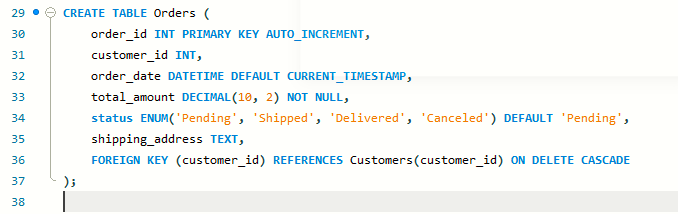 29 CREATE TABLE Orders (
30 order_id INT PRIMARY KEY AUTO_INCREMENT,
31 customer_id INT,
32 order_date DATETIME DEFAULT CURRENT_TIMESTAMP,
33 total_amount DECIMAL(10, 2) NOT NULL,
34 status ENUM('Pending', 'Shipped', 'Delivered', 'Canceled') DEFAULT 'Pending',
35 shipping_address TEXT,
36 FOREIGN KEY (customer_id) REFERENCES Customers(customer_id) ON DELETE CASCADE
37 );
38